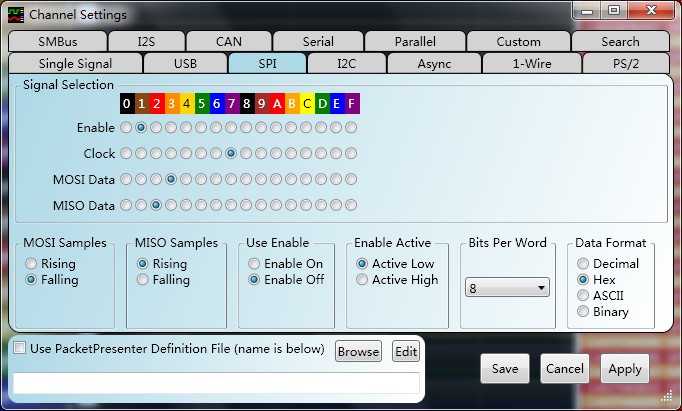 Channel Settings
SMBus I2S CAN Serial Parallel Custom Search
Single Signal USB SPI I2C Async 1-Wire PS/2
Signal Selection
0 1 2 3 4 5 6 7 8 9 A B C D E F
Enable
Clock
MOSI Data
MISO Data
MOSI Samples MISO Samples Use Enable Enable Active Bits Per Word Data Format
Rising Rising Enable On Active Low Decimal
Falling Falling Enable Off Active High 8 Hex
ASCII
Binary
Use PacketPresenter Definition File (name is below) Browse Edit
Save Cancel Apply